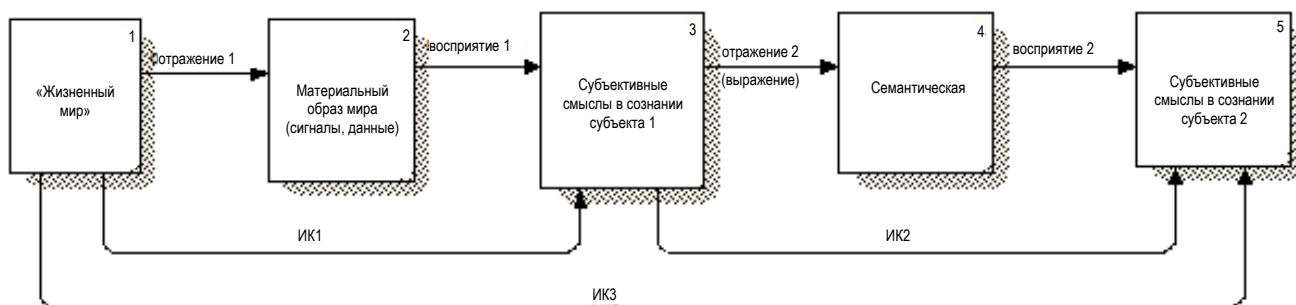 1
«Жизненный
мир»
отражение 1
2
Материальный
образ мира
(сигналы, данные)
восприятие 1
3
Субъективные
смыслы в сознании
субъекта 1
отражение 2
(выражение)
4
Семантическая
восприятие 2
5
Субъективные
смыслы в сознании
субъекта 2
ИК1
ИК2
ИК3